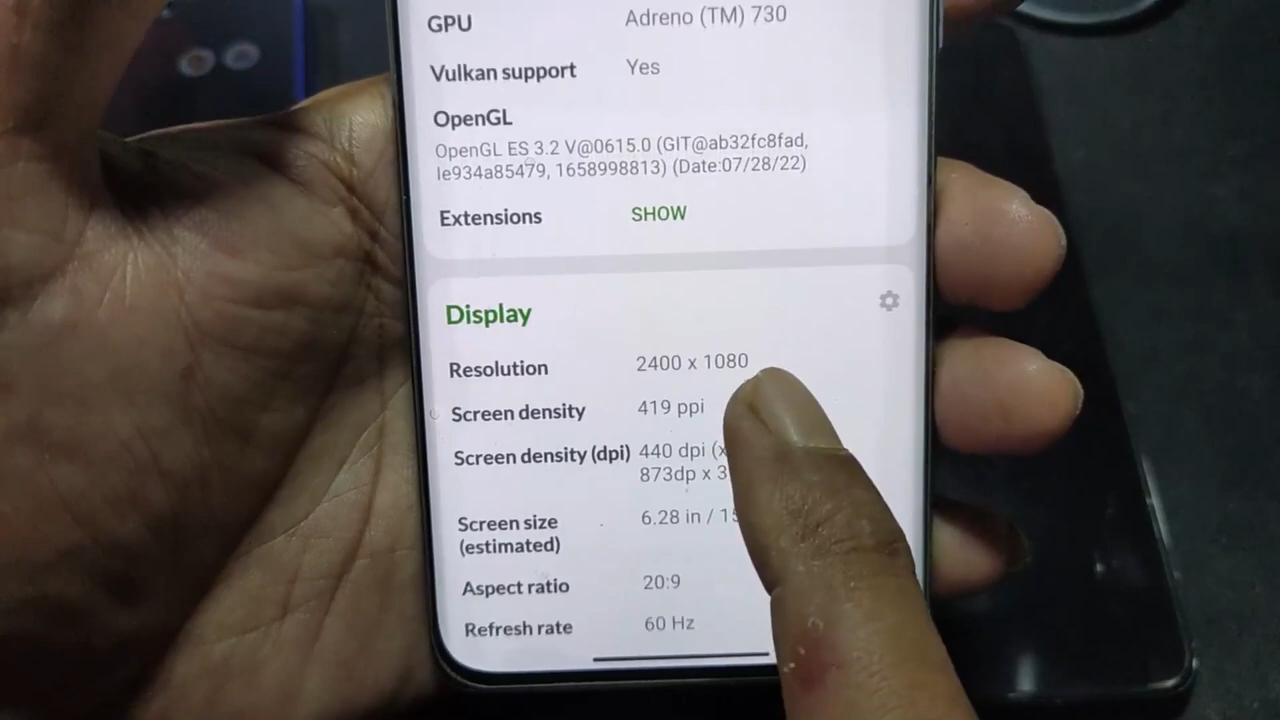 GPU Adreno (TM) 730
Vulkan support Yes
OpenGL
OpenGL ES 3.2 V@0615.0 (GIT@ab32fc8fad,
Ie934a85479, 1658998813) (Date:07/28/22)
Extensions SHOW
Display
Resolution 2400 x 1080
Screen density 419 ppi
Screen density (dpi) 440 dpi
873dp x
Screen size 6.28 in /
(estimated)
Aspect ratio 20:9
Refresh rate 60 Hz